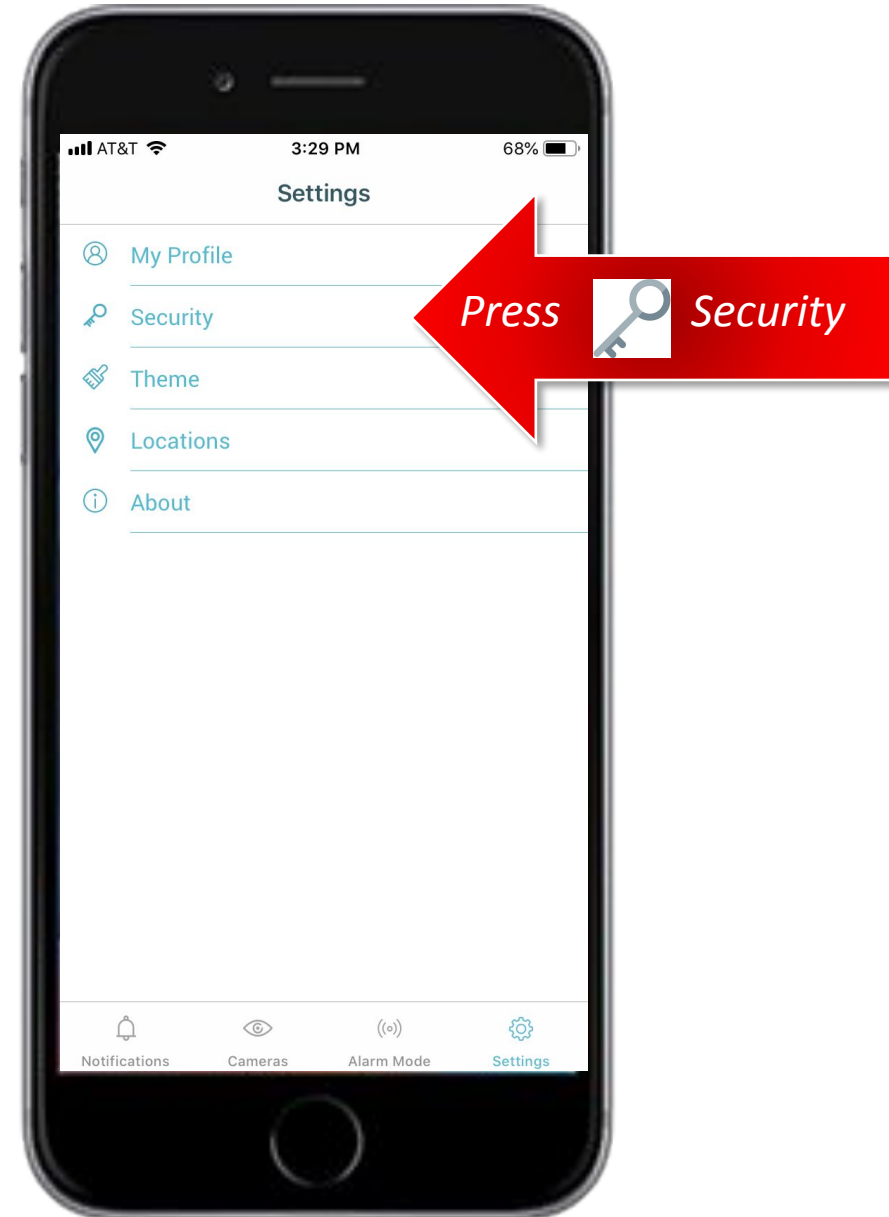 AT&T 3:29 PM 68%
Settings
My Profile
Security
Press Security
Theme
Locations
About
Notifications Cameras Alarm Mode Settings